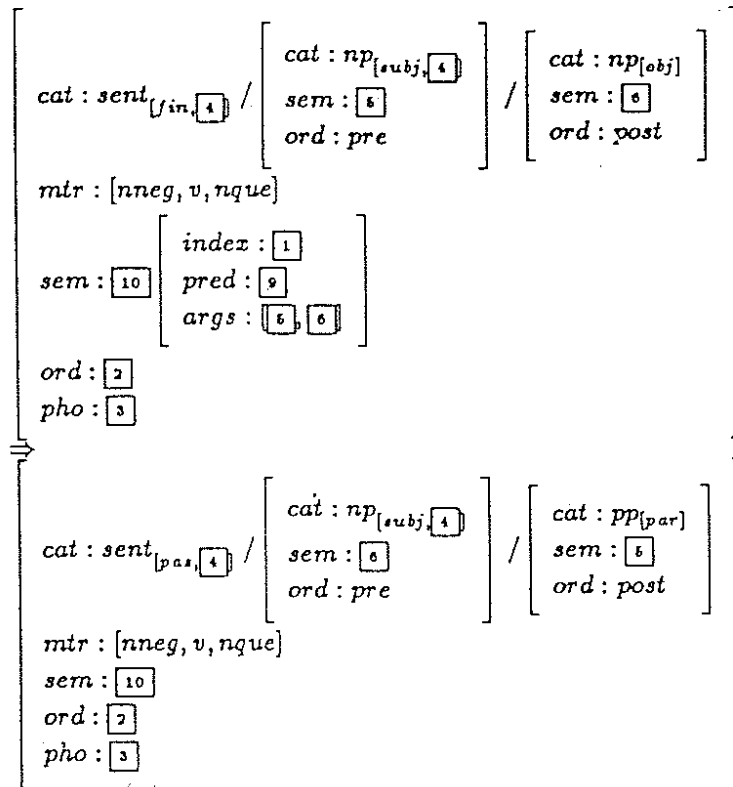 cat : sent[fin, 4] / [ cat : np[subj, 4] / [ cat : np[obj]
sem : 5 sem : 6
ord : pre ] ord : post ]
mtr : [nneg, v, nque]
sem : 10 [ index : 1
pred : 9
args : [5, 6] ]
ord : 2
pho : 3
⇒
cat : sent[pas, 4] / [ cat : np[subj, 4] / [ cat : pp[par]
sem : 6 sem : 5
ord : pre ] ord : post ]
mtr : [nneg, v, nque]
sem : 10
ord : 2
pho : 3